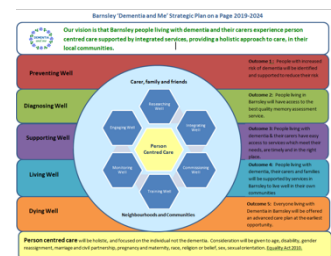 Barnsley 'Dementia and Me' Strategic Plan on a Page 2019-2024
Our vision is that Barnsley people living with dementia and their carers experience person
centred care supported by integrated services, providing a holistic approach to care, in their
local communities.
Preventing Well
Diagnosing Well
Supporting Well
Living Well
Dying Well
Carer, family and friends
Researching
Well
Engaging Well
Integrating
Well
Person
Centred Care
Monitoring
Well
Commissioning
Well
Training Well
Neighbourhoods and Communities
Outcome 1: People with increased
risk of dementia will be identified
and supported to reduce their risk
Outcome 2: People living in
Barnsley will have access to the
best quality memory assessment
service.
Outcome 3: People living with
dementia & their carers have easy
access to services which meet their
needs, are timely and in the right
place.
Outcome 4: People living with
dementia, their carers and families
will be supported by services in
Barnsley to live well in their own
communities
Outcome 5: Everyone living with
Dementia in Barnsley will be offered
an advanced care plan at the earliest
opportunity.
Person centred care will be holistic, and focused on the individual not the dementia. Consideration will be given to age, disability, gender
reassignment, marriage and civil partnership, pregnancy and maternity, race, religion or belief, sex, sexual orientation. Equality Act 2010.